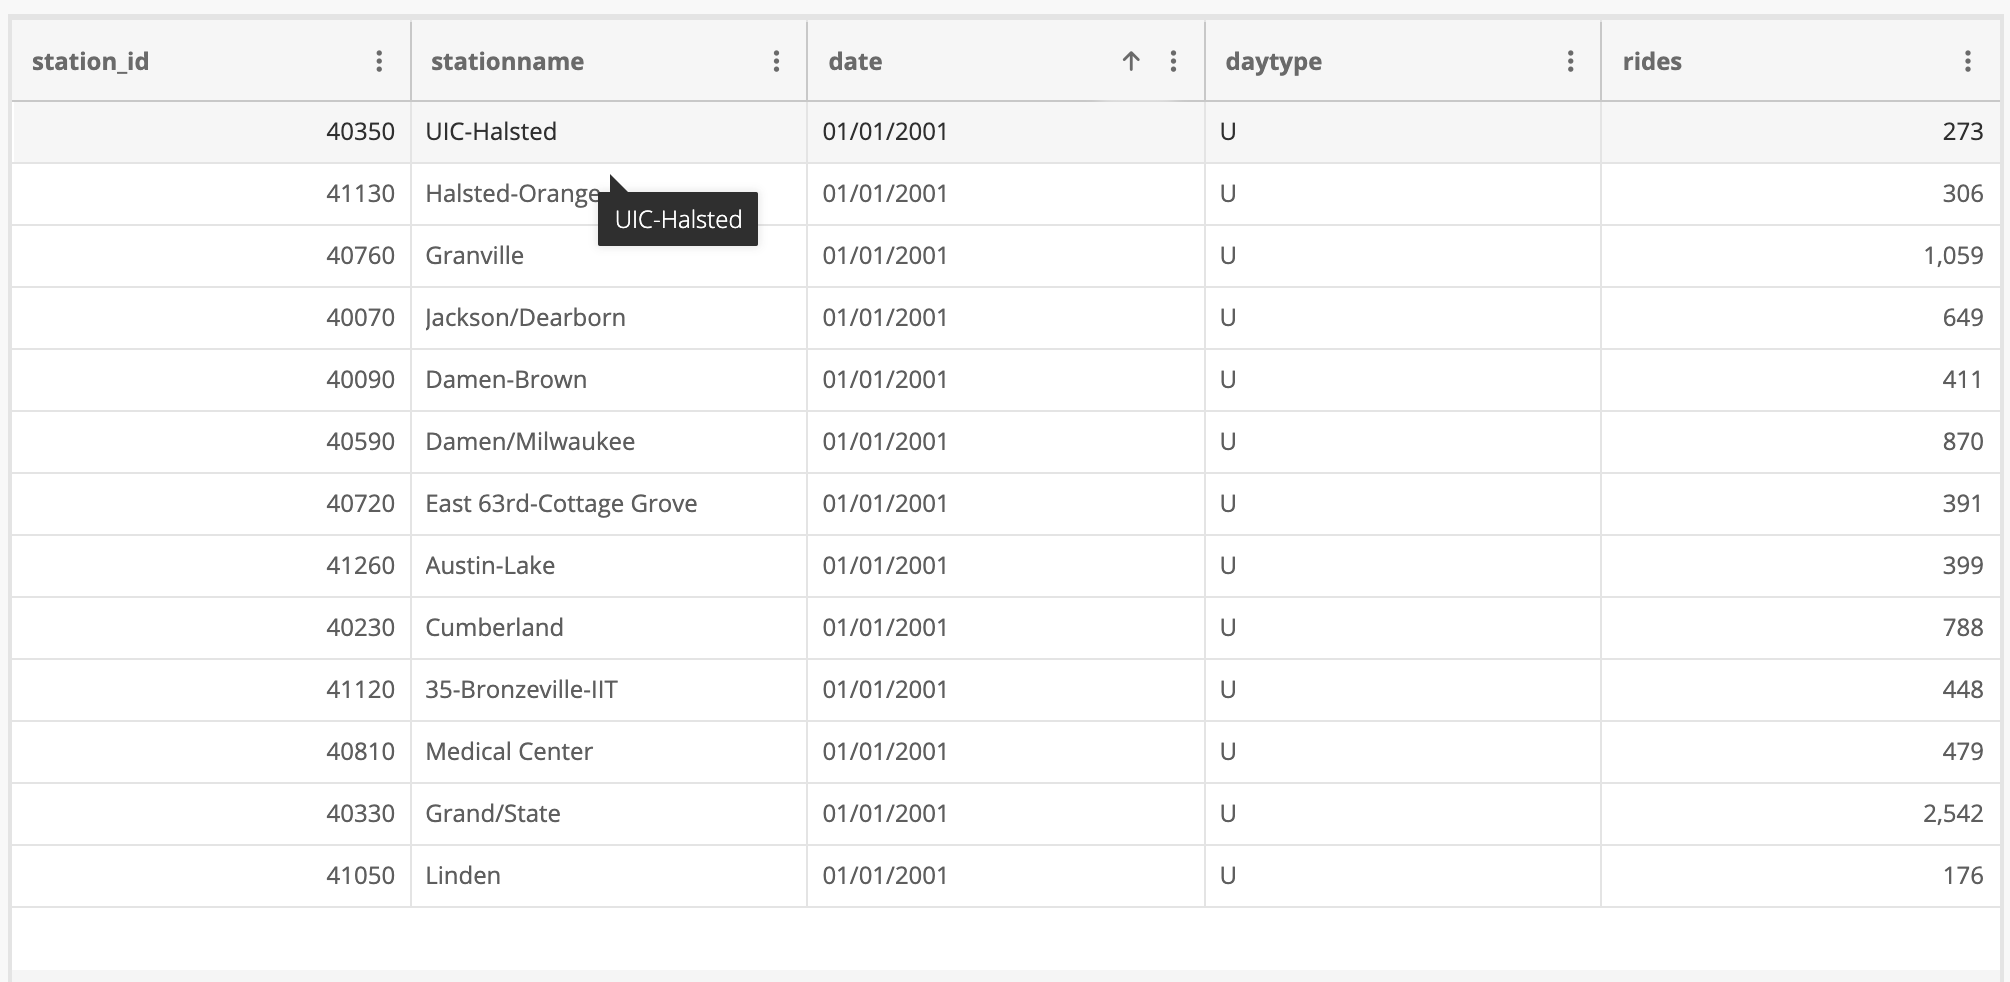 station_id stationname date daytype rides
40350 UIC-Halsted 01/01/2001 U 273
41130 Halsted-Orange 01/01/2001 U 306
UIC-Halsted
40760 Granville 01/01/2001 U 1,059
40070 Jackson/Dearborn 01/01/2001 U 649
40090 Damen-Brown 01/01/2001 U 411
40590 Damen/Milwaukee 01/01/2001 U 870
40720 East 63rd-Cottage Grove 01/01/2001 U 391
41260 Austin-Lake 01/01/2001 U 399
40230 Cumberland 01/01/2001 U 788
41120 35-Bronzeville-IIT 01/01/2001 U 448
40810 Medical Center 01/01/2001 U 479
40330 Grand/State 01/01/2001 U 2,542
41050 Linden 01/01/2001 U 176